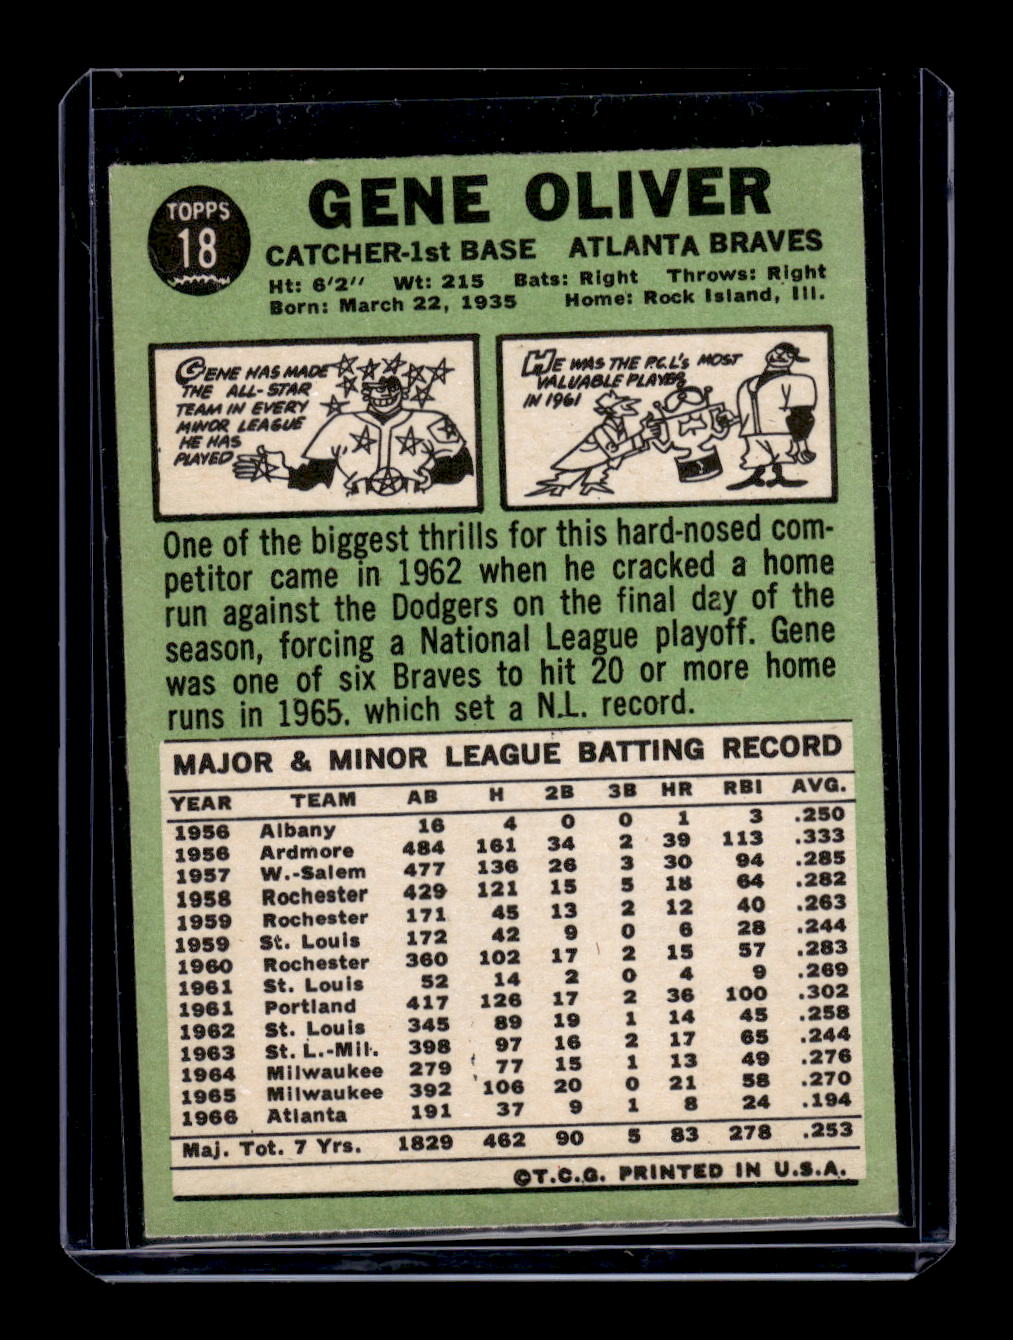 TOPPS
18
GENE OLIVER
CATCHER-1st BASE ATLANTA BRAVES
Ht: 6'2" Wt: 215 Bats: Right Throws: Right
Born: March 22, 1935 Home: Rock Island, Ill.
GENE HAS MADE
THE ALL-STAR
TEAM IN EVERY
MINOR LEAGUE
HE HAS
PLAYED
HE WAS THE P.C.L'S MOST
VALUABLE PLAYER
IN 1961
One of the biggest thrills for this hard-nosed com-
petitor came in 1962 when he cracked a home
run against the Dodgers on the final day of the
season, forcing a National League playoff. Gene
was one of six Braves to hit 20 or more home
runs in 1965. which set a N.L. record.
MAJOR & MINOR LEAGUE BATTING RECORD
YEAR TEAM AB H 2B 3B HR RBI AVG.
1956 Albany 16 4 0 0 1 3 .250
1956 Ardmore 484 161 34 2 39 113 .333
1957 W.-Salem 477 136 26 3 30 94 .285
1958 Rochester 429 121 15 5 18 64 .282
1959 Rochester 171 45 13 2 12 40 .263
1959 St. Louis 172 42 9 0 6 28 .244
1960 Rochester 360 102 17 2 15 57 .283
1961 St. Louis 52 14 2 0 4 9 .269
1961 Portland 417 126 17 2 36 100 .302
1962 St. Louis 345 89 19 1 14 45 .258
1963 St. L.-Mil. 398 97 16 2 17 65 .244
1964 Milwaukee 279 77 15 1 13 49 .276
1965 Milwaukee 392 106 20 0 21 58 .270
1966 Atlanta 191 37 9 1 8 24 .194
Maj. Tot. 7 Yrs. 1829 462 90 5 83 278 .253
©T.C.G. PRINTED IN U.S.A.